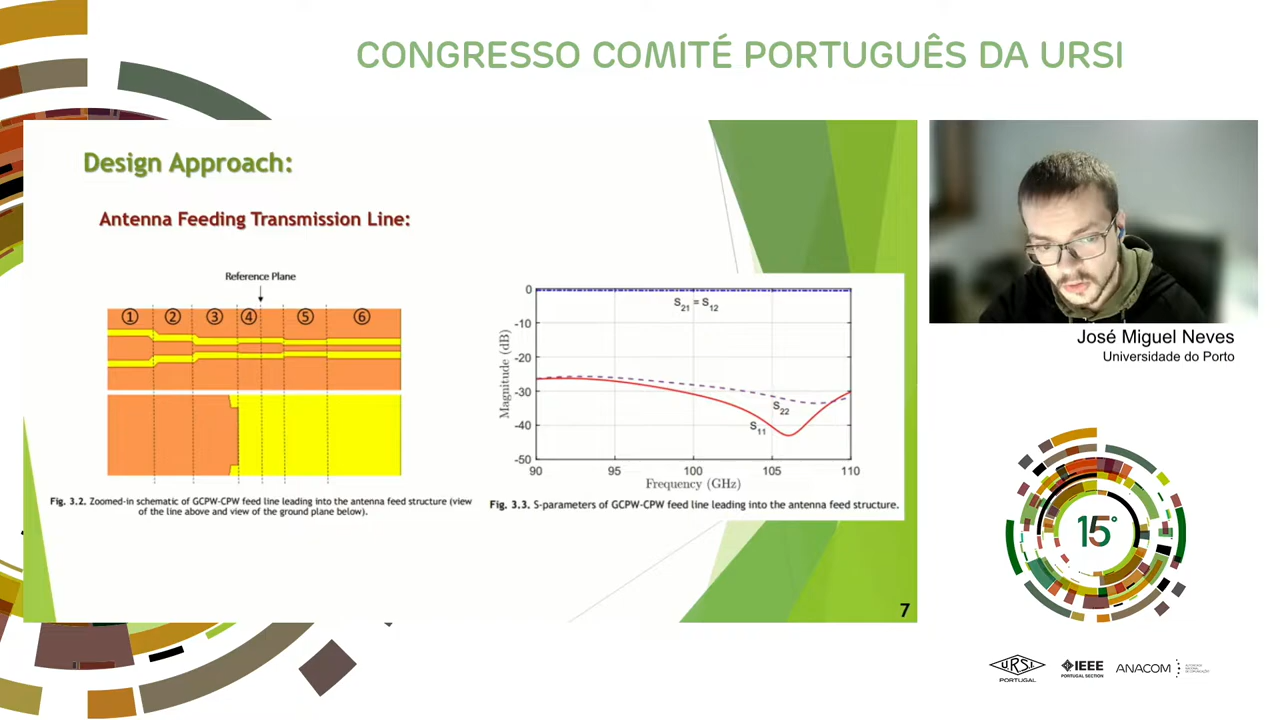 CONGRESSO COMITÉ PORTUGUÊS DA URSI
Design Approach:
Antenna Feeding Transmission Line:
Reference Plane
① ② ③ ④ ⑤ ⑥
Fig. 3.2. Zoomed-in schematic of GCPW-CPW feed line leading into the antenna feed structure (view
of the line above and view of the ground plane below).
0
-10
-20
-30
-40
-50
Magnitude (dB)
S21 = S12
S22
S11
90 95 100 105 110
Frequency (GHz)
Fig. 3.3. S-parameters of GCPW-CPW feed line leading into the antenna feed structure.
7
José Miguel Neves
Universidade do Porto
15°
URSI
PORTUGAL
IEEE
PORTUGAL SECTION
ANACOM